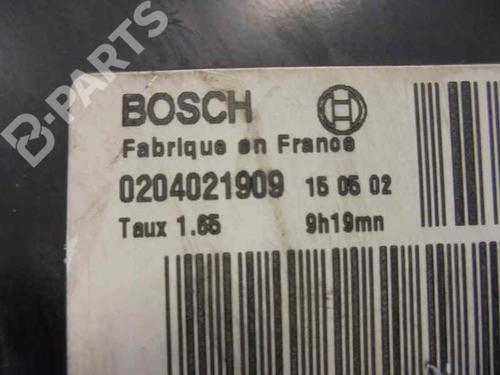 B-PARTS
BOSCH
Fabrique en France
0204021909 15 05 02
Taux 1.65 9h19mn